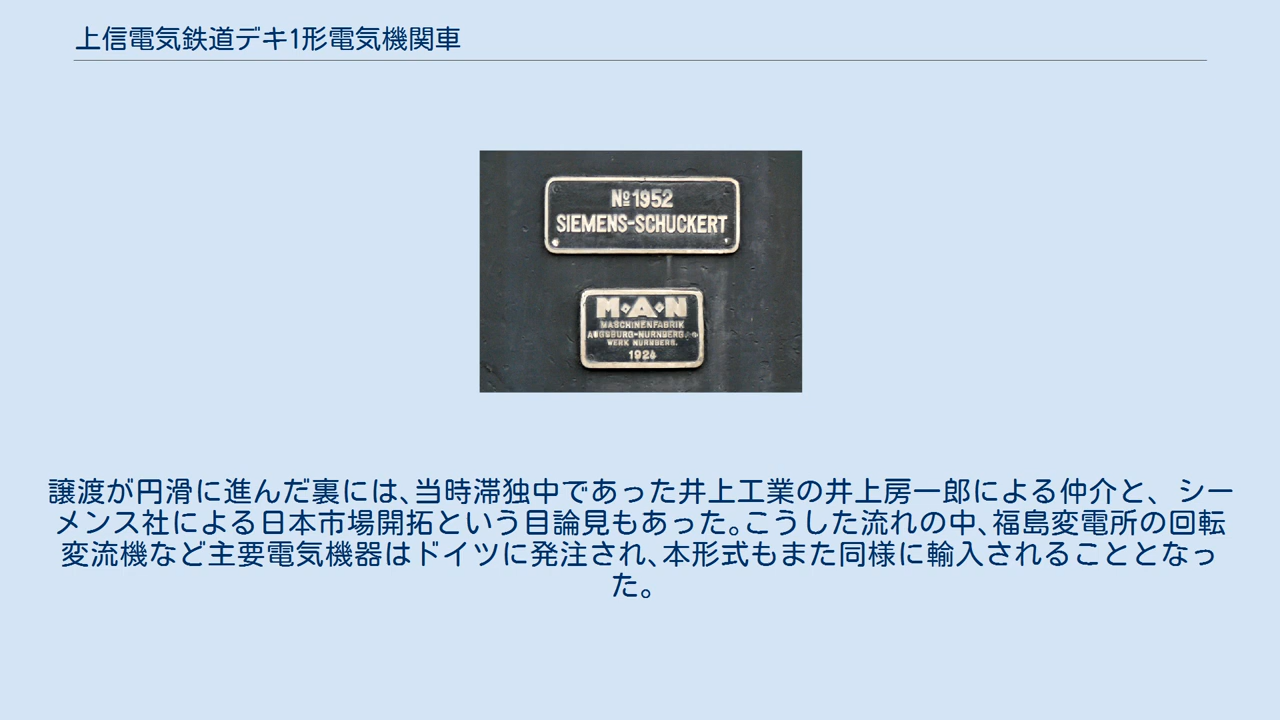 上信電気鉄道デキ1形電気機関車
№1952
SIEMENS-SCHUCKERT
M·A·N
MASCHINENFABRIK
AUGSBURG-NÜRNBERG
WERK NÜRNBERG.
1924
譲渡が円滑に進んだ裏には、当時滞独中であった井上工業の井上房一郎による仲介と、シー
メンス社による日本市場開拓という目論見もあった。こうした流れの中、福島変電所の回転
変流機など主要電気機器はドイツに発注され、本形式もまた同様に輸入されることとなっ
た。